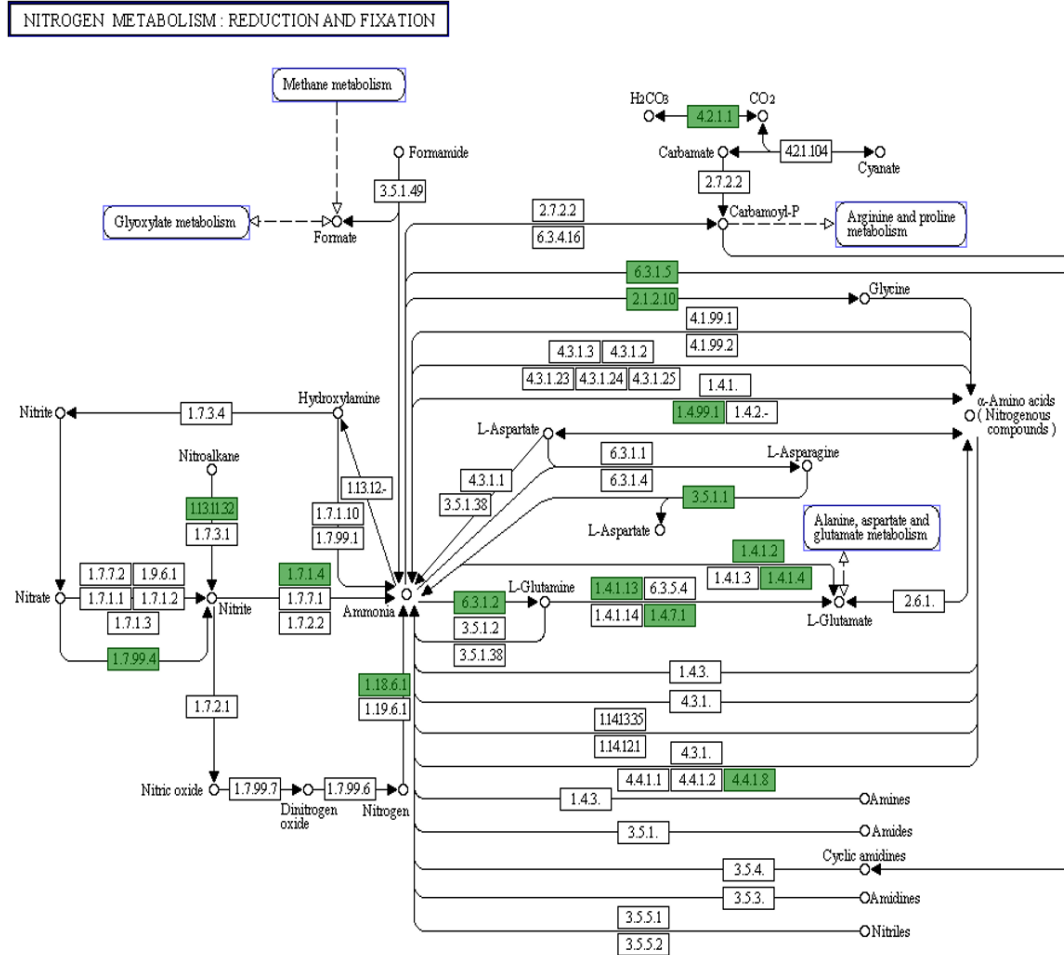 NITROGEN METABOLISM : REDUCTION AND FIXATION
Methane metabolism
H2CO3
CO2
4.2.1.1
Formamide
Carbamate
4.2.1.104
Cyanate
3.5.1.49
2.7.2.2
Glyoxylate metabolism
Formate
2.7.2.2
6.3.4.16
Carbamoyl-P
Arginine and proline
metabolism
6.3.1.5
2.1.2.10
Glycine
4.1.99.1
4.1.99.2
4.3.1.3
4.3.1.2
4.3.1.23
4.3.1.24
4.3.1.25
1.4.1.
1.4.99.1
1.4.2.-
α-Amino acids
( Nitrogenous
compounds )
Nitrite
1.7.3.4
Hydroxylamine
L-Aspartate
6.3.1.1
6.3.1.4
L-Asparagine
Nitroalkane
1.13.12.-
4.3.1.1
3.5.1.38
3.5.1.1
1.13.11.32
1.7.3.1
1.7.1.10
1.7.99.1
L-Aspartate
Alanine, aspartate and
glutamate metabolism
1.7.7.2
1.9.6.1
1.7.1.4
1.4.1.2
1.4.1.3
1.4.1.4
Nitrate
1.7.1.1
1.7.1.2
Nitrite
1.7.7.1
Ammonia
L-Glutamine
6.3.1.2
1.4.1.13
6.3.5.4
2.6.1.
1.7.1.3
1.7.2.2
3.5.1.2
1.4.1.14
1.4.7.1
L-Glutamate
1.7.99.4
3.5.1.38
1.4.3.
1.18.6.1
1.19.6.1
4.3.1.
1.7.2.1
1.14.13.35
1.14.12.1
4.3.1.
4.4.1.1
4.4.1.2
4.4.1.8
Nitric oxide
1.7.99.7
Dinitrogen
oxide
1.7.99.6
Nitrogen
1.4.3.
Amines
3.5.1.
Amides
Cyclic amidines
3.5.4.
3.5.3.
Amidines
3.5.5.1
3.5.5.2
Nitriles